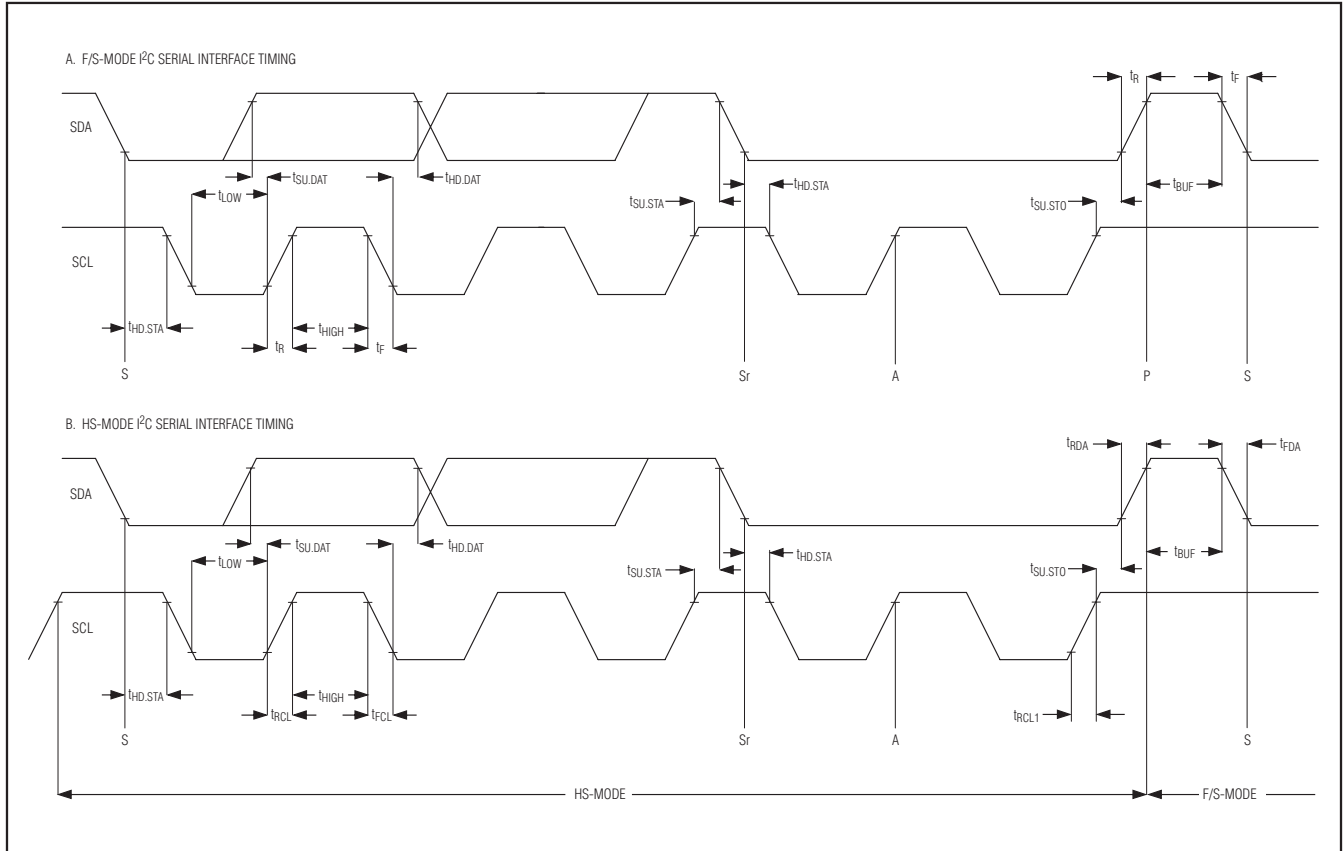 A. F/S-MODE I²C SERIAL INTERFACE TIMING
tR
tF
SDA
tSU.DAT
tHD.DAT
tLOW
tHD.STA
tSU.STA
tSU.STO
tBUF
SCL
tHD.STA
tR
tHIGH
tF
S
Sr
A
P
S
B. HS-MODE I²C SERIAL INTERFACE TIMING
tRDA
tFDA
SDA
tSU.DAT
tHD.DAT
tLOW
tHD.STA
tSU.STA
tSU.STO
tBUF
SCL
tHD.STA
tRCL
tHIGH
tFCL
tRCL1
S
Sr
A
S
HS-MODE
F/S-MODE